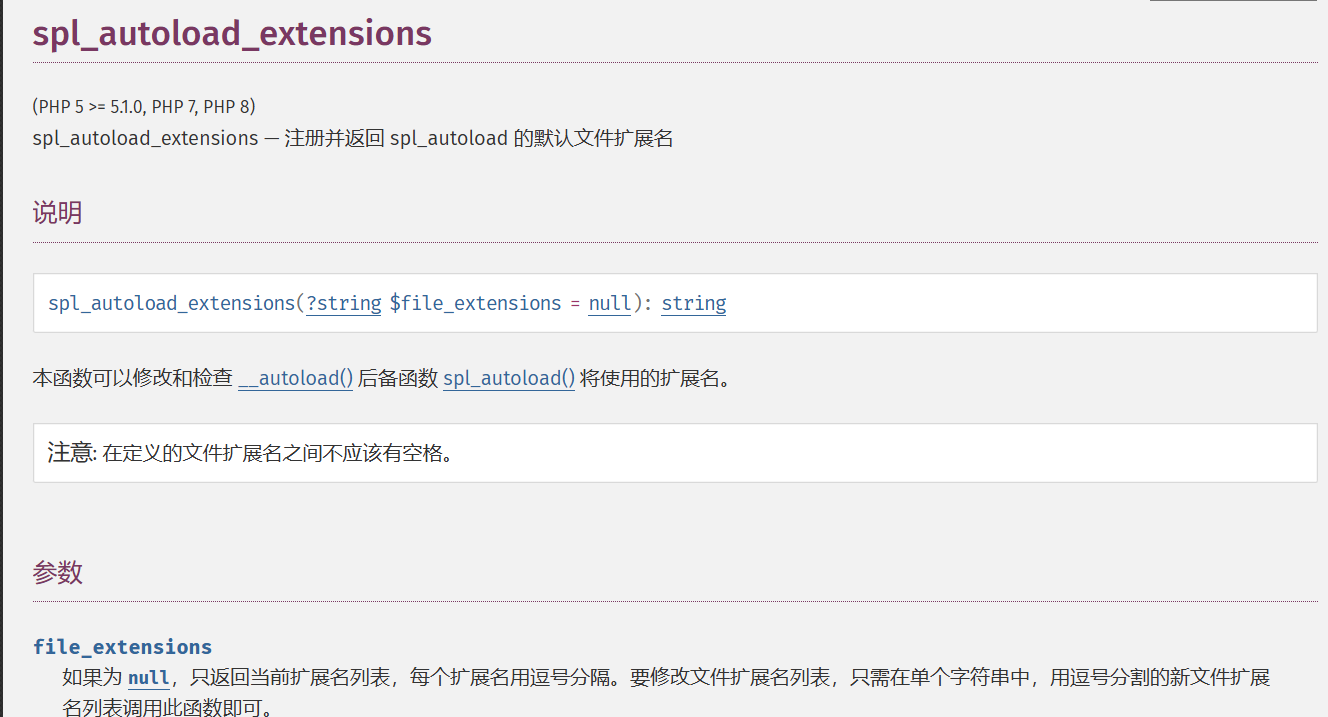 spl_autoload_extensions
(PHP 5 >= 5.1.0, PHP 7, PHP 8)
spl_autoload_extensions — 注册并返回 spl_autoload 的默认文件扩展名
说明
spl_autoload_extensions(?string $file_extensions = null): string
本函数可以修改和检查 __autoload() 后备函数 spl_autoload() 将使用的扩展名。
注意: 在定义的文件扩展名之间不应该有空格。
参数
file_extensions
如果为 null，只返回当前扩展名列表，每个扩展名用逗号分隔。要修改文件扩展名列表，只需在单个字符串中，用逗号分割的新文件扩展
名列表调用此函数即可。